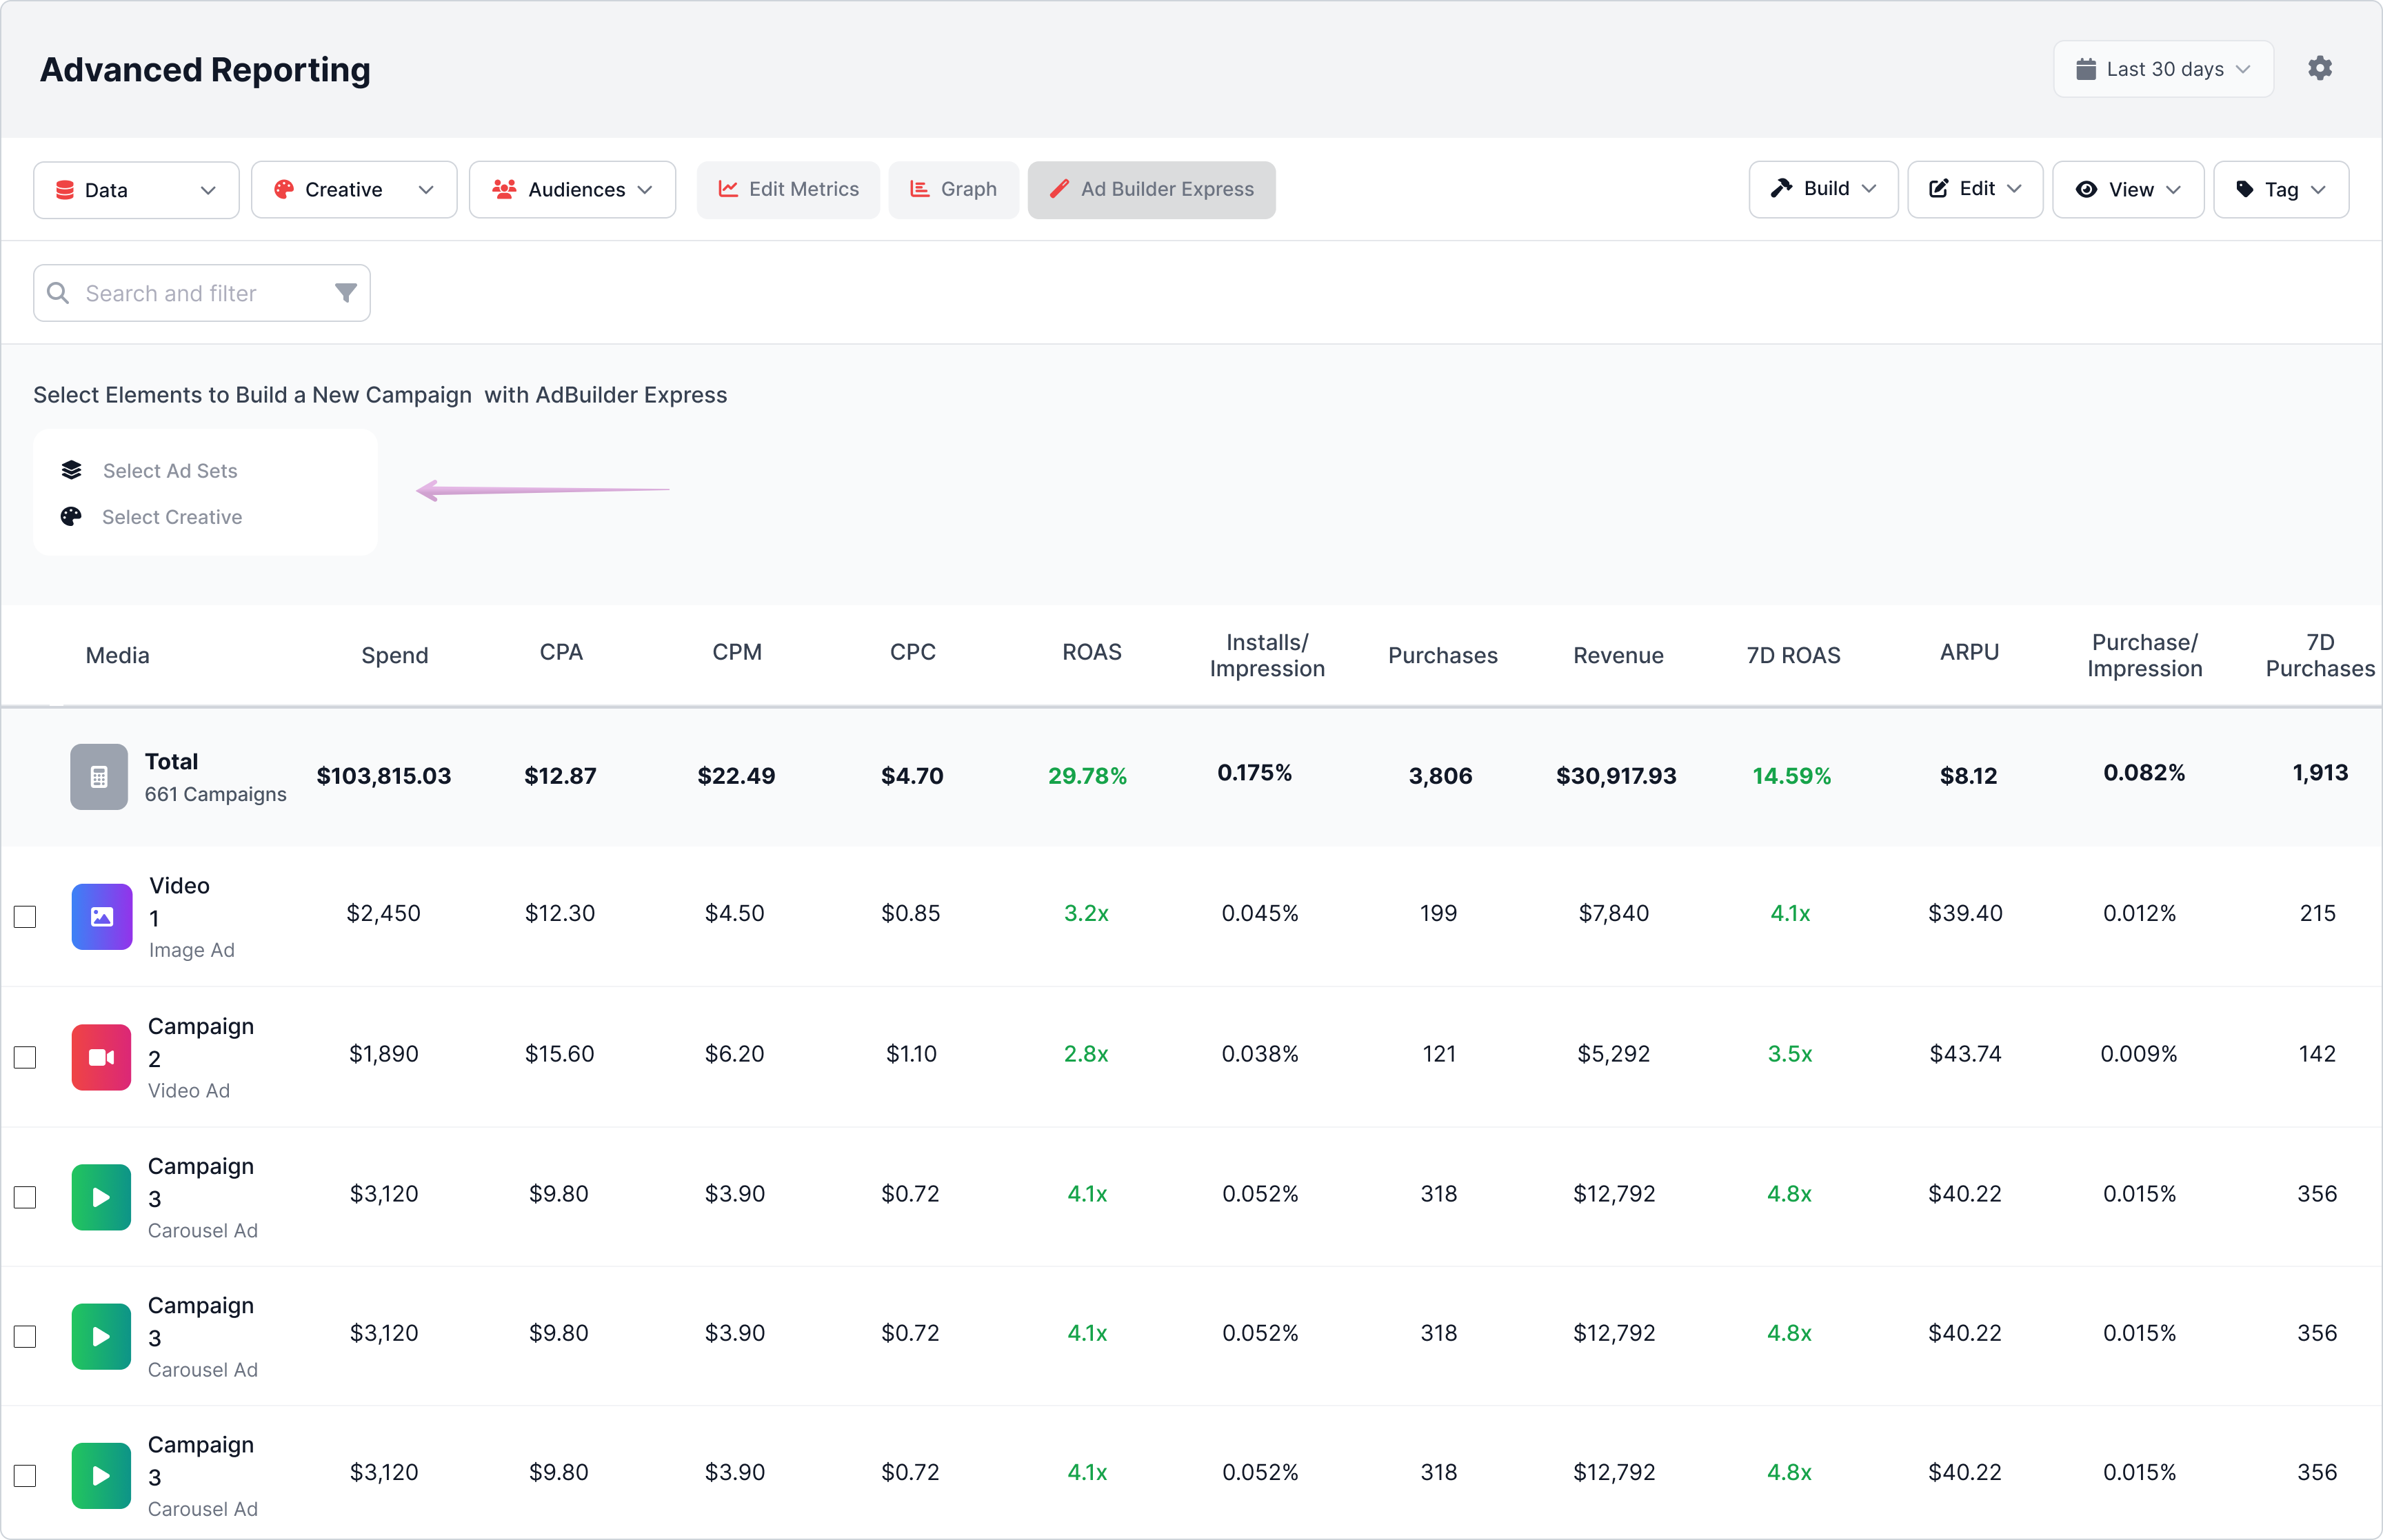 Advanced Reporting
Last 30 days
Data
Creative
Audiences
Edit Metrics
Graph
Ad Builder Express
Build
Edit
View
Tag
Search and filter
Select Elements to Build a New Campaign  with AdBuilder Express
Select Ad Sets
Select Creative
Media
Spend
CPA
CPM
CPC
ROAS
Installs/
Impression
Purchases
Revenue
7D ROAS
ARPU
Purchase/
Impression
7D
Purchases
Total
661 Campaigns
$103,815.03
$12.87
$22.49
$4.70
29.78%
0.175%
3,806
$30,917.93
14.59%
$8.12
0.082%
1,913
Video
1
Image Ad
$2,450
$12.30
$4.50
$0.85
3.2x
0.045%
199
$7,840
4.1x
$39.40
0.012%
215
Campaign
2
Video Ad
$1,890
$15.60
$6.20
$1.10
2.8x
0.038%
121
$5,292
3.5x
$43.74
0.009%
142
Campaign
3
Carousel Ad
$3,120
$9.80
$3.90
$0.72
4.1x
0.052%
318
$12,792
4.8x
$40.22
0.015%
356
Campaign
3
Carousel Ad
$3,120
$9.80
$3.90
$0.72
4.1x
0.052%
318
$12,792
4.8x
$40.22
0.015%
356
Campaign
3
Carousel Ad
$3,120
$9.80
$3.90
$0.72
4.1x
0.052%
318
$12,792
4.8x
$40.22
0.015%
356